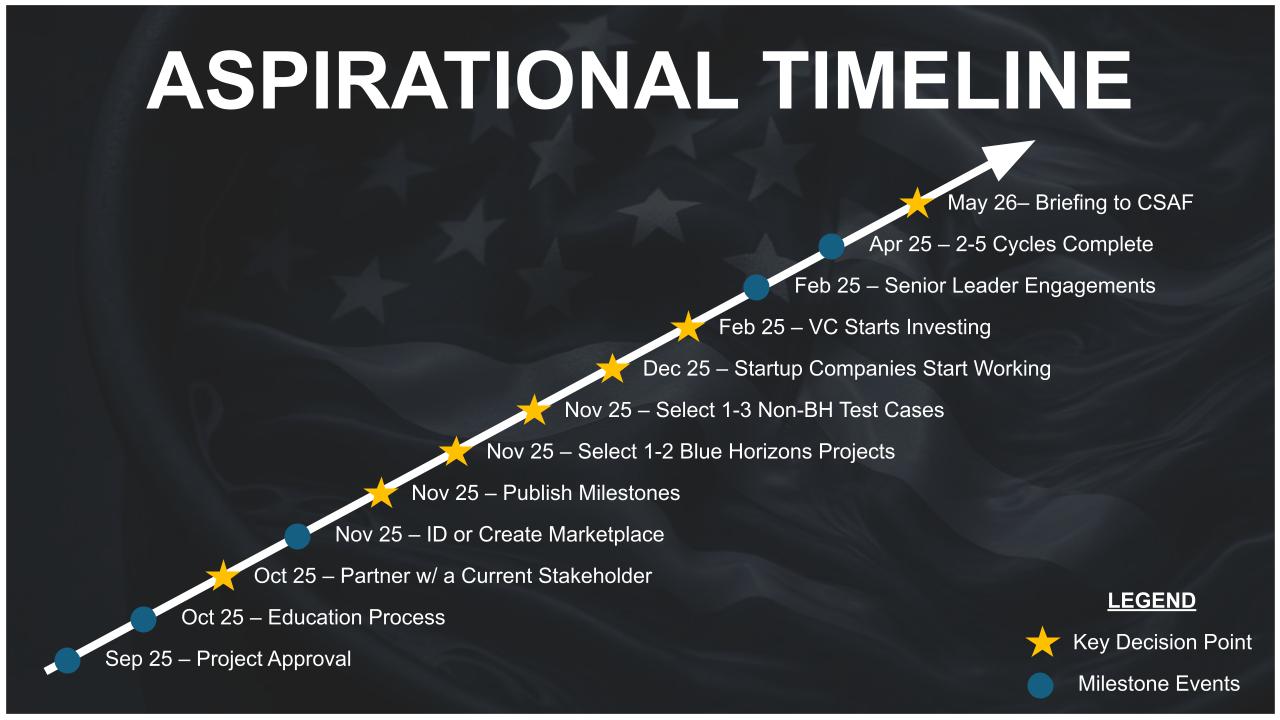 ASPIRATIONAL TIMELINE
May 26– Briefing to CSAF
Apr 25 – 2-5 Cycles Complete
Feb 25 – Senior Leader Engagements
Feb 25 – VC Starts Investing
Dec 25 – Startup Companies Start Working
Nov 25 – Select 1-3 Non-BH Test Cases
Nov 25 – Select 1-2 Blue Horizons Projects
Nov 25 – Publish Milestones
Nov 25 – ID or Create Marketplace
Oct 25 – Partner w/ a Current Stakeholder
Oct 25 – Education Process
Sep 25 – Project Approval
LEGEND
Key Decision Point
Milestone Events